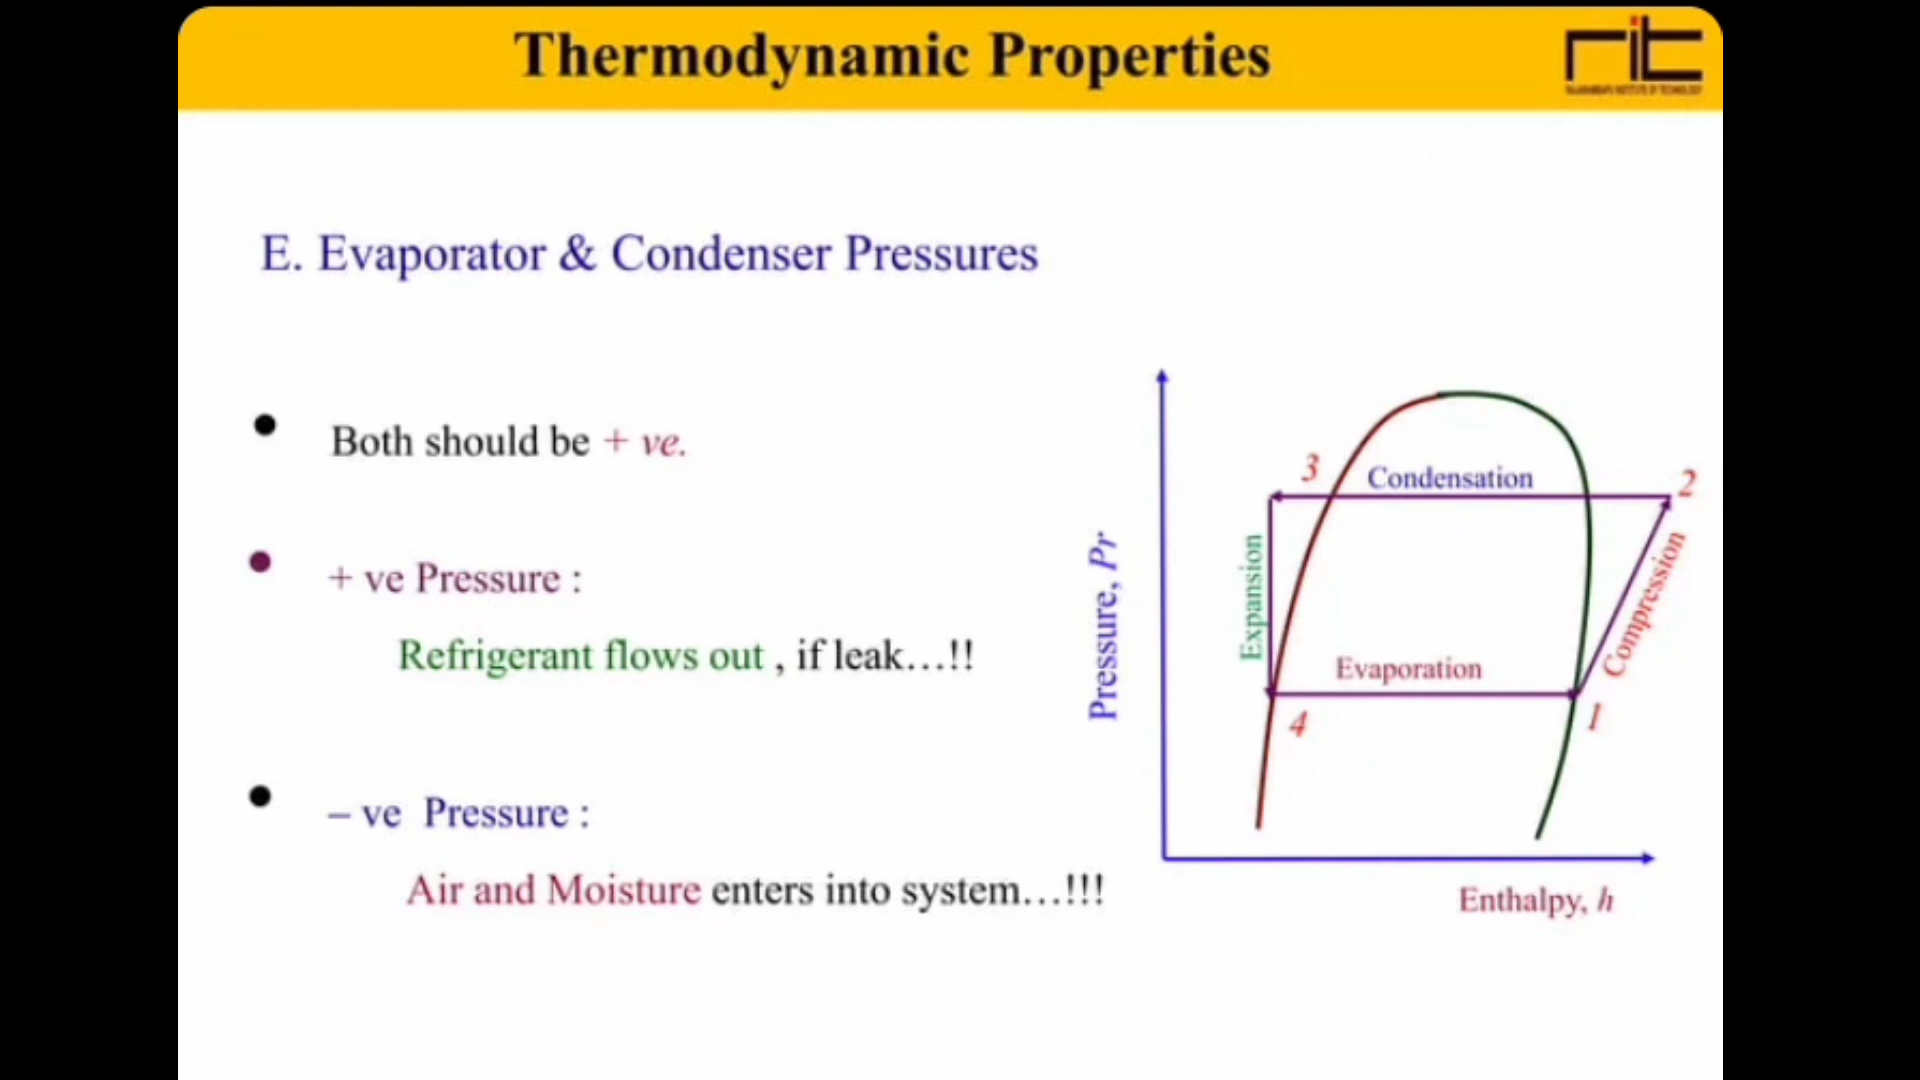 Thermodynamic Properties
rit
E. Evaporator & Condenser Pressures
• Both should be + ve.
• + ve Pressure :
Refrigerant flows out , if leak...!!
• – ve Pressure :
Air and Moisture enters into system...!!!
Pressure, Pr
3
Condensation
2
Expansion
Compression
Evaporation
4
1
Enthalpy, h